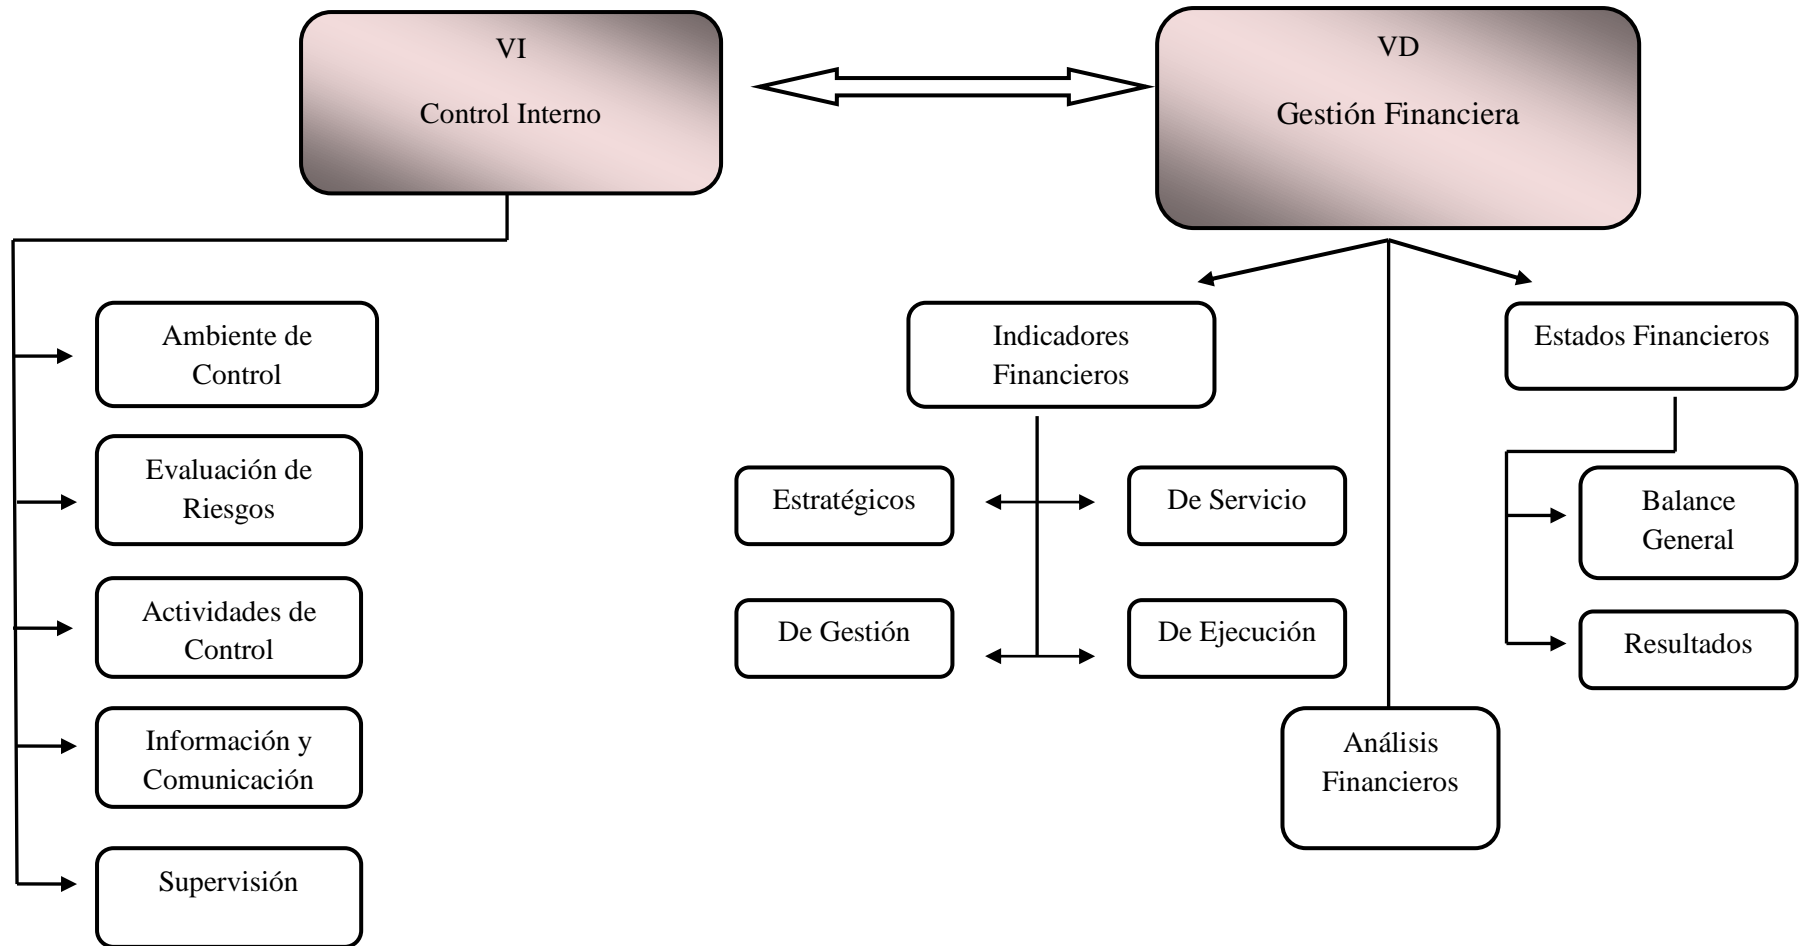 VI
Control Interno
VD
Gestión Financiera
Ambiente de
Control
Evaluación de
Riesgos
Actividades de
Control
Información y
Comunicación
Supervisión
Indicadores
Financieros
Estratégicos
De Servicio
De Gestión
De Ejecución
Análisis
Financieros
Estados Financieros
Balance
General
Resultados